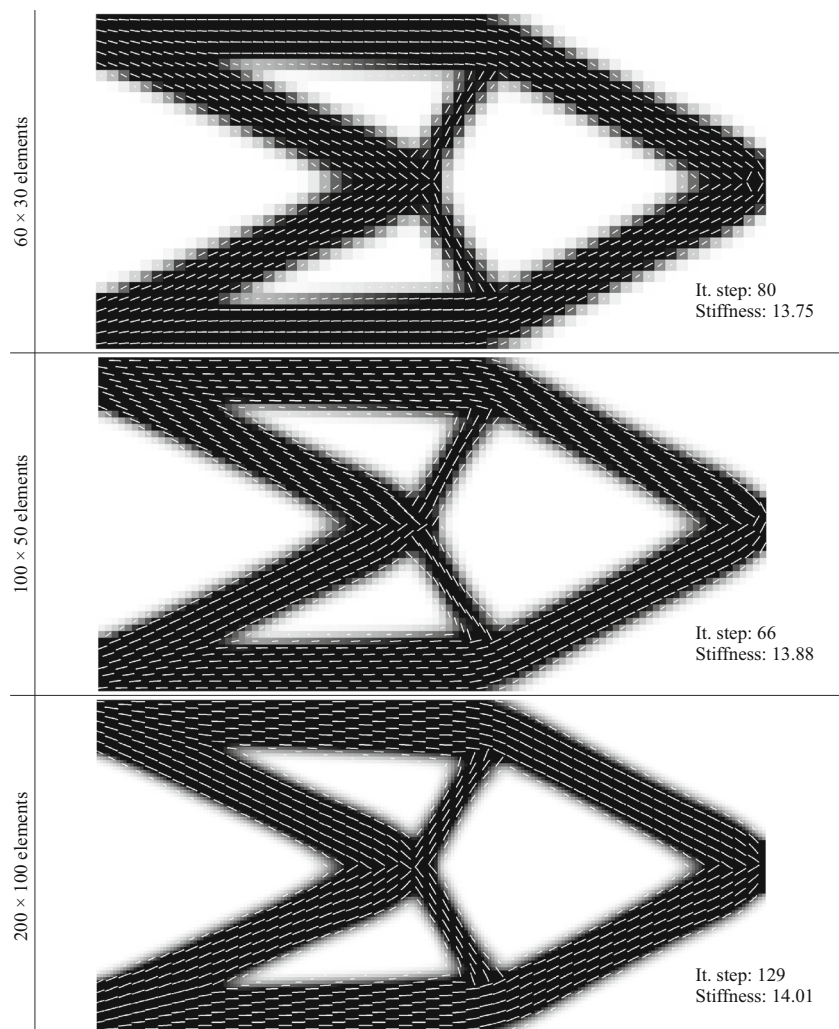 60 × 30 elements
It. step: 80
Stiffness: 13.75
100 × 50 elements
It. step: 66
Stiffness: 13.88
200 × 100 elements
It. step: 129
Stiffness: 14.01